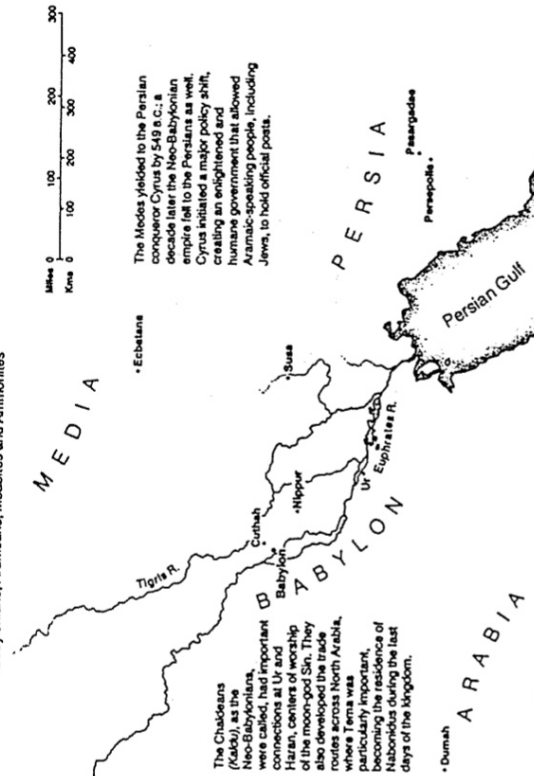 Aramaeans, Moabites and Ammonites
Miles 0 100 200 300
Kms 0 100 200 300 400
MEDIA
Ecbatana
The Medes yielded to the Persian
conqueror Cyrus by 549 B.C.; a
decade later the Neo-Babylonian
empire fell to the Persians as well.
Cyrus initiated a major policy shift,
creating an enlightened and
humane government that allowed
Aramaic-speaking people, including
Jews, to hold official posts.
Tigris R.
Cuthah
Babylon
Nippur
Susa
BABYLON
Ur
Euphrates R.
PERSIA
Pasargadae
Persepolis
Persian Gulf
The Chaldeans
(Kaldu), as the
Neo-Babylonians,
were called, had important
connections at Ur and
Haran, centers of worship
of the moon-god Sin. They
also developed the trade
routes across North Arabia,
where Tema was
particularly important,
becoming the residence of
Nabonidus during the last
days of the kingdom.
Dumah
ARABIA